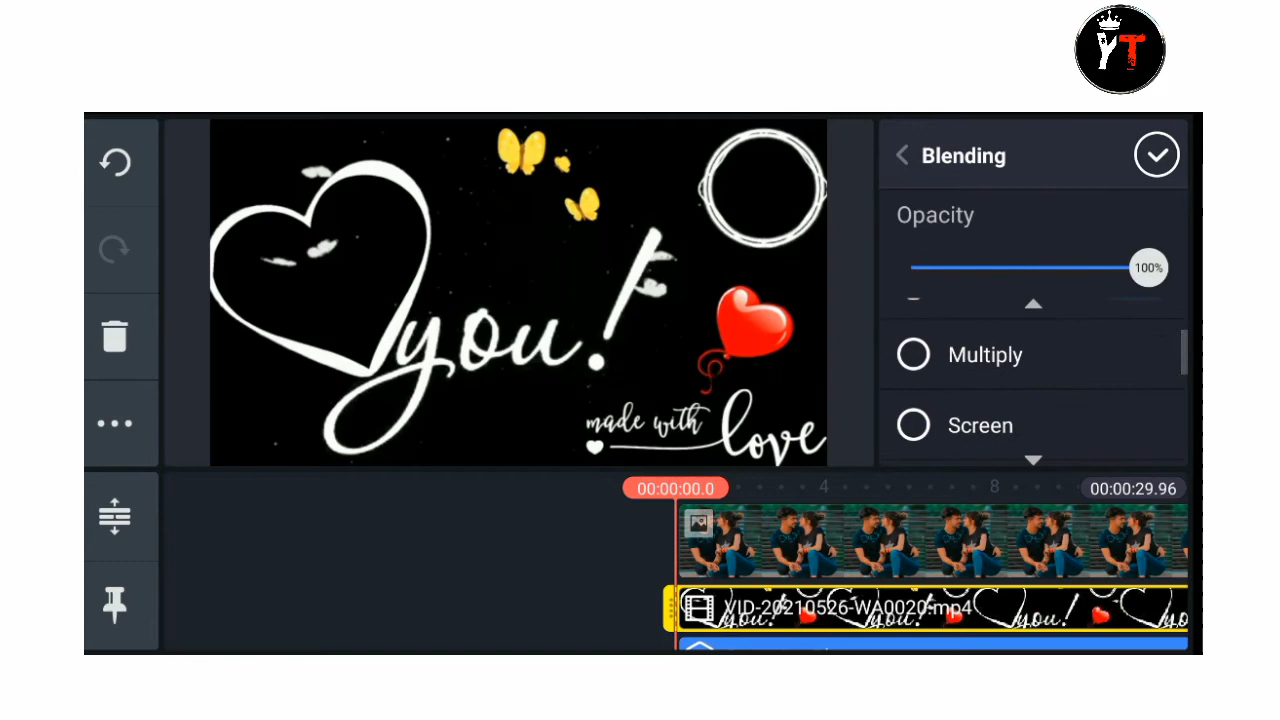 YT
Blending
Opacity
100%
Multiply
Screen
you!
made with
love
00:00:00.0
4
8
00:00:29.96
VID-20210526-WA0020.mp4